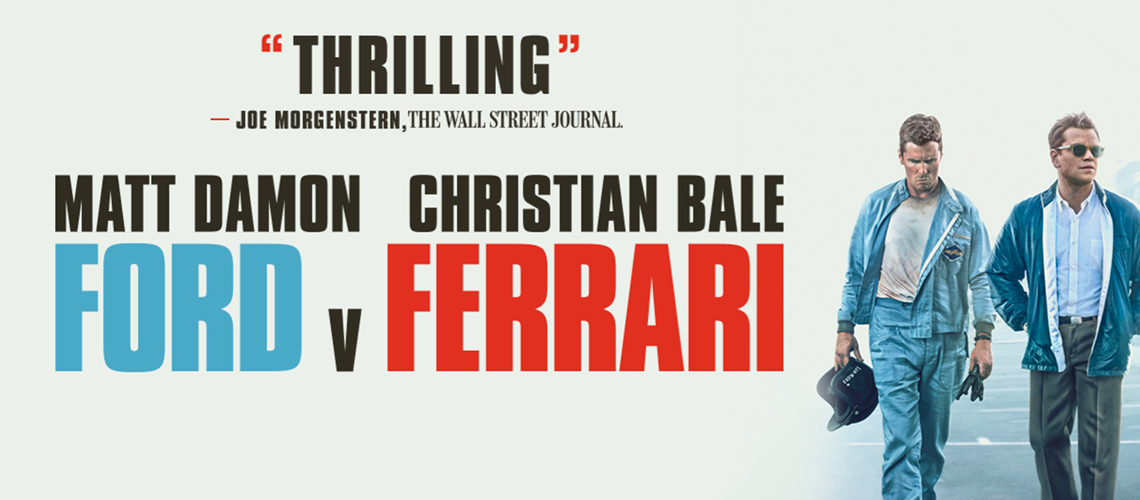 “THRILLING”
— JOE MORGENSTERN, THE WALL STREET JOURNAL.
MATT DAMON CHRISTIAN BALE
FORD v FERRARI